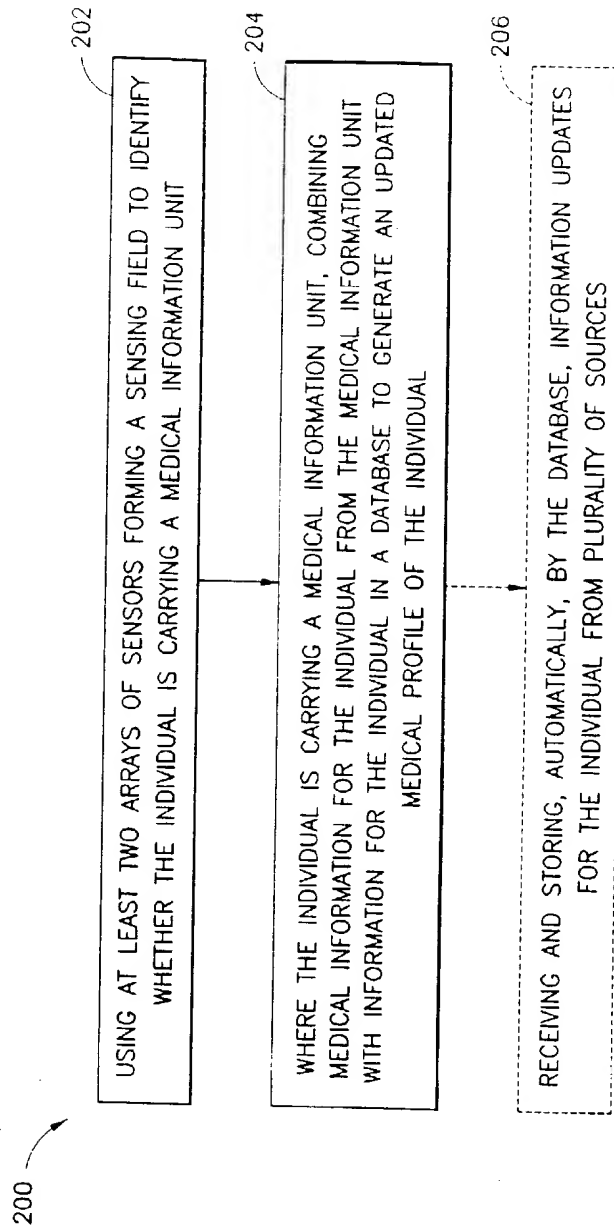 200
202
USING AT LEAST TWO ARRAYS OF SENSORS FORMING A SENSING FIELD TO IDENTIFY
WHETHER THE INDIVIDUAL IS CARRYING A MEDICAL INFORMATION UNIT
204
WHERE THE INDIVIDUAL IS CARRYING A MEDICAL INFORMATION UNIT, COMBINING
MEDICAL INFORMATION FOR THE INDIVIDUAL FROM THE MEDICAL INFORMATION UNIT
WITH INFORMATION FOR THE INDIVIDUAL IN A DATABASE TO GENERATE AN UPDATED
MEDICAL PROFILE OF THE INDIVIDUAL
206
RECEIVING AND STORING, AUTOMATICALLY, BY THE DATABASE, INFORMATION UPDATES
FOR THE INDIVIDUAL FROM PLURALITY OF SOURCES